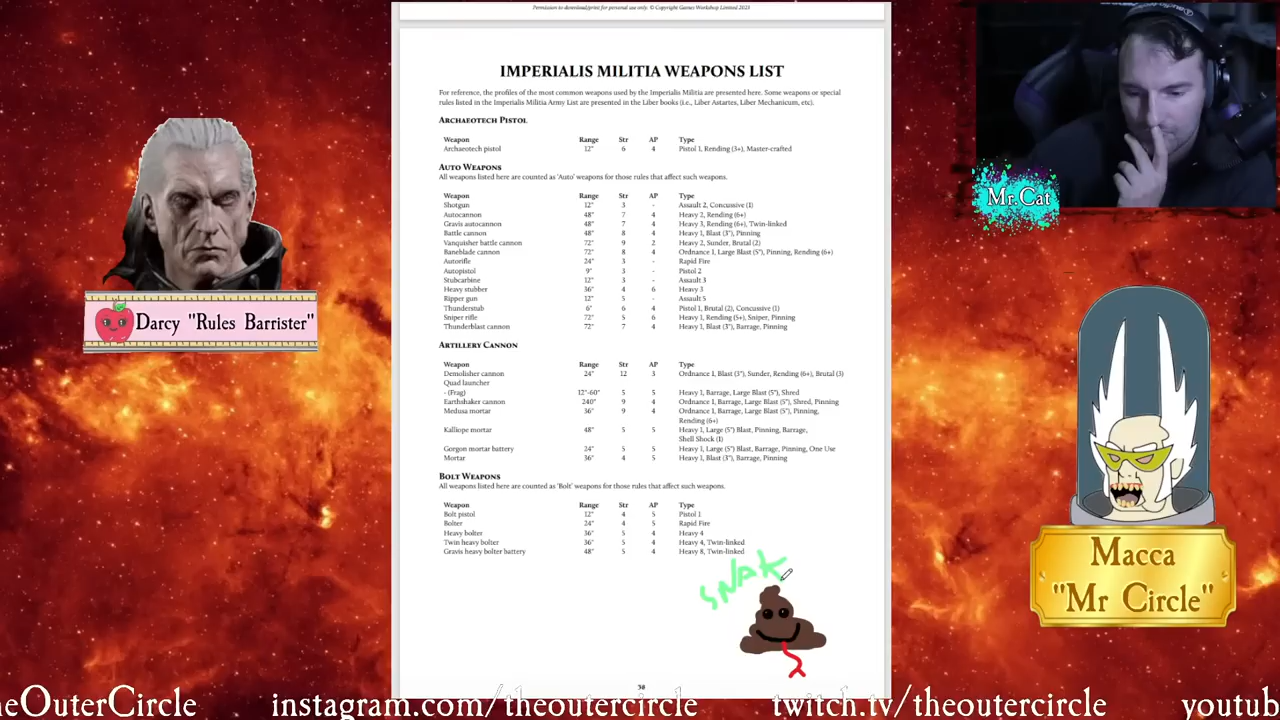 Permission to download/print for personal use only. © Copyright Games Workshop Limited 2023
IMPERIALIS MILITIA WEAPONS LIST
For reference, the profiles of the most common weapons used by the Imperialis Militia are presented here. Some weapons or special
rules listed in the Imperialis Militia Army List are presented in the Liber books (i.e., Liber Astartes, Liber Mechanicum, etc).
ARCHAEOTECH PISTOL
Weapon Range Str AP Type
Archaeotech pistol 12" 6 4 Pistol 1, Rending (3+), Master-crafted
AUTO WEAPONS
All weapons listed here are counted as 'Auto' weapons for those rules that affect such weapons.
Weapon Range Str AP Type
Shotgun 12" 3 - Assault 2, Concussive (1)
Autocannon 48" 7 4 Heavy 2, Rending (6+)
Gravis autocannon 48" 7 4 Heavy 3, Rending (6+), Twin-linked
Battle cannon 48" 8 4 Heavy 1, Blast (3"), Pinning
Vanquisher battle cannon 72" 9 2 Heavy 2, Sunder, Brutal (2)
Baneblade cannon 72" 8 4 Ordnance 1, Large Blast (5"), Pinning, Rending (6+)
Autorifle 24" 3 - Rapid Fire
Autopistol 9" 3 - Pistol 2
Stubcarbine 12" 3 - Assault 3
Heavy stubber 36" 4 6 Heavy 3
Ripper gun 12" 5 - Assault 5
Thunderstub 6" 6 4 Pistol 1, Brutal (2), Concussive (1)
Sniper rifle 72" 5 6 Heavy 1, Rending (5+), Sniper, Pinning
Thunderblast cannon 72" 7 4 Heavy 1, Blast (3"), Barrage, Pinning
ARTILLERY CANNON
Weapon Range Str AP Type
Demolisher cannon 24" 12 3 Ordnance 1, Blast (3"), Sunder, Rending (6+), Brutal (3)
Quad launcher
- (Frag) 12"-60" 5 5 Heavy 1, Barrage, Large Blast (5"), Shred
Earthshaker cannon 240" 9 4 Ordnance 1, Barrage, Large Blast (5"), Shred, Pinning
Medusa mortar 36" 9 4 Ordnance 1, Barrage, Large Blast (5"), Pinning,
Rending (6+)
Kalliope mortar 48" 5 5 Heavy 1, Large (5") Blast, Pinning, Barrage,
Shell Shock (1)
Gorgon mortar battery 24" 5 5 Heavy 1, Large (5") Blast, Barrage, Pinning, One Use
Mortar 36" 4 5 Heavy 1, Blast (3"), Barrage, Pinning
BOLT WEAPONS
All weapons listed here are counted as 'Bolt' weapons for those rules that affect such weapons.
Weapon Range Str AP Type
Bolt pistol 12" 4 5 Pistol 1
Bolter 24" 4 5 Rapid Fire
Heavy bolter 36" 5 4 Heavy 4
Twin heavy bolter 36" 5 4 Heavy 4, Twin-linked
Gravis heavy bolter battery 48" 5 4 Heavy 8, Twin-linked
SNAK
38
Darcy "Rules Barrister"
Mr.Cat
Macca
"Mr Circle"
heOuterCircle instagram.com/theoutercircle twitch.tv/theoutercircle youtub